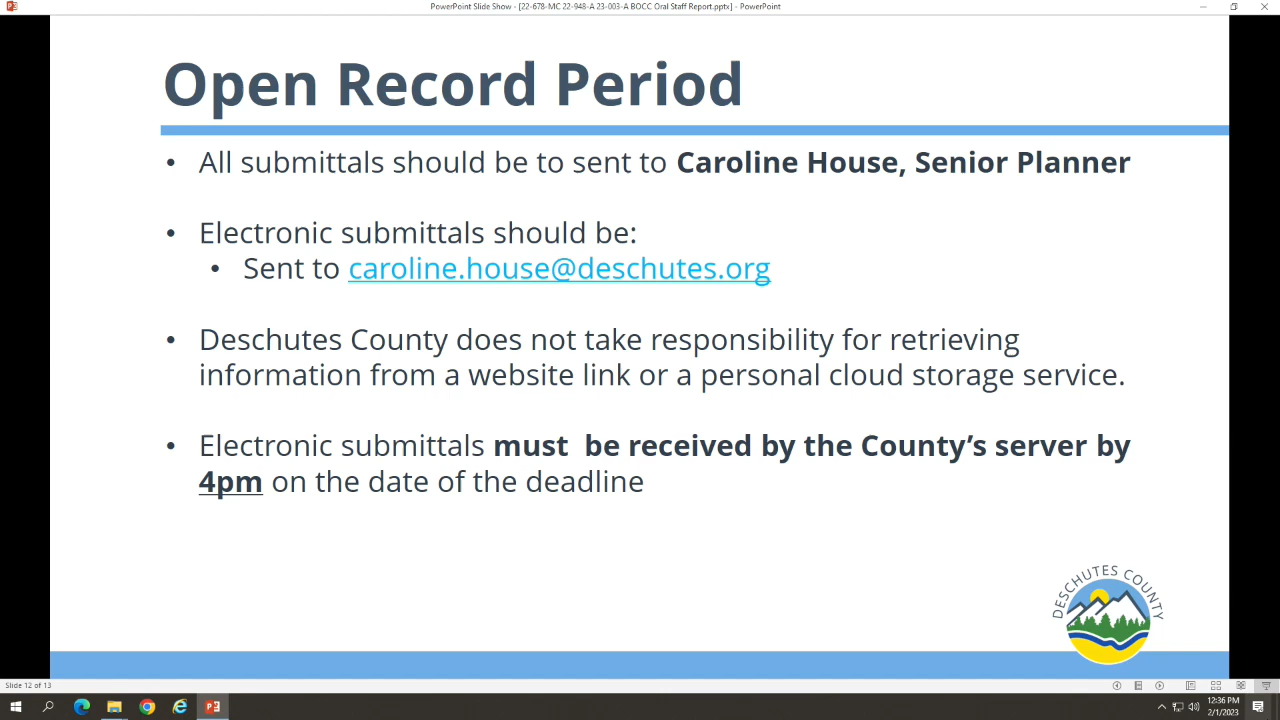 PowerPoint Slide Show - [22-678-MC 22-948-A 23-003-A BOCC Oral Staff Report.pptx] - PowerPoint
Open Record Period
• All submittals should be to sent to Caroline House, Senior Planner
• Electronic submittals should be:
• Sent to caroline.house@deschutes.org
• Deschutes County does not take responsibility for retrieving
information from a website link or a personal cloud storage service.
• Electronic submittals must  be received by the County’s server by
4pm on the date of the deadline
DESCHUTES COUNTY
Slide 12 of 13
12:36 PM
2/1/2023